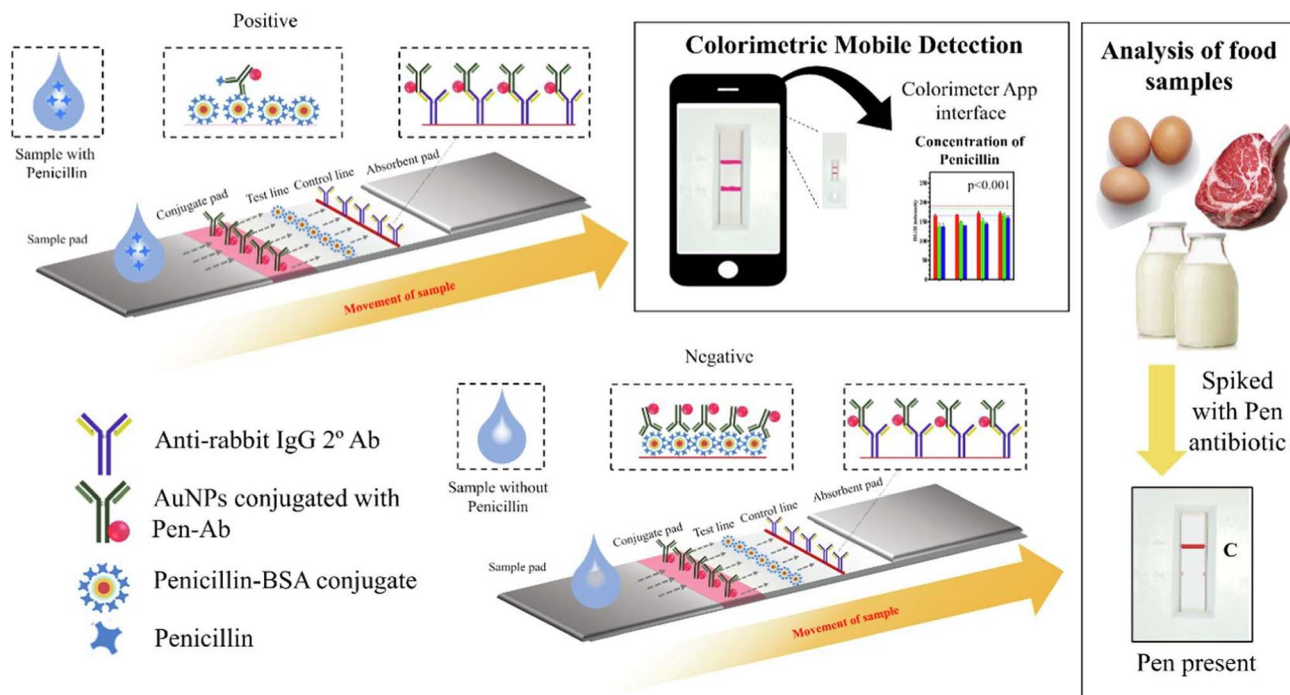 Positive
Sample with
Penicillin
Sample pad
Conjugate pad
Test line
Control line
Absorbent pad
Movement of sample
Colorimetric Mobile Detection
Colorimeter App
interface
Concentration of
Penicillin
p<0.001
Analysis of food
samples
Spiked
with Pen
antibiotic
C
Pen present
Negative
Sample without
Penicillin
Sample pad
Conjugate pad
Test line
Control line
Absorbent pad
Movement of sample
Anti-rabbit IgG 2º Ab
AuNPs conjugated with
Pen-Ab
Penicillin-BSA conjugate
Penicillin